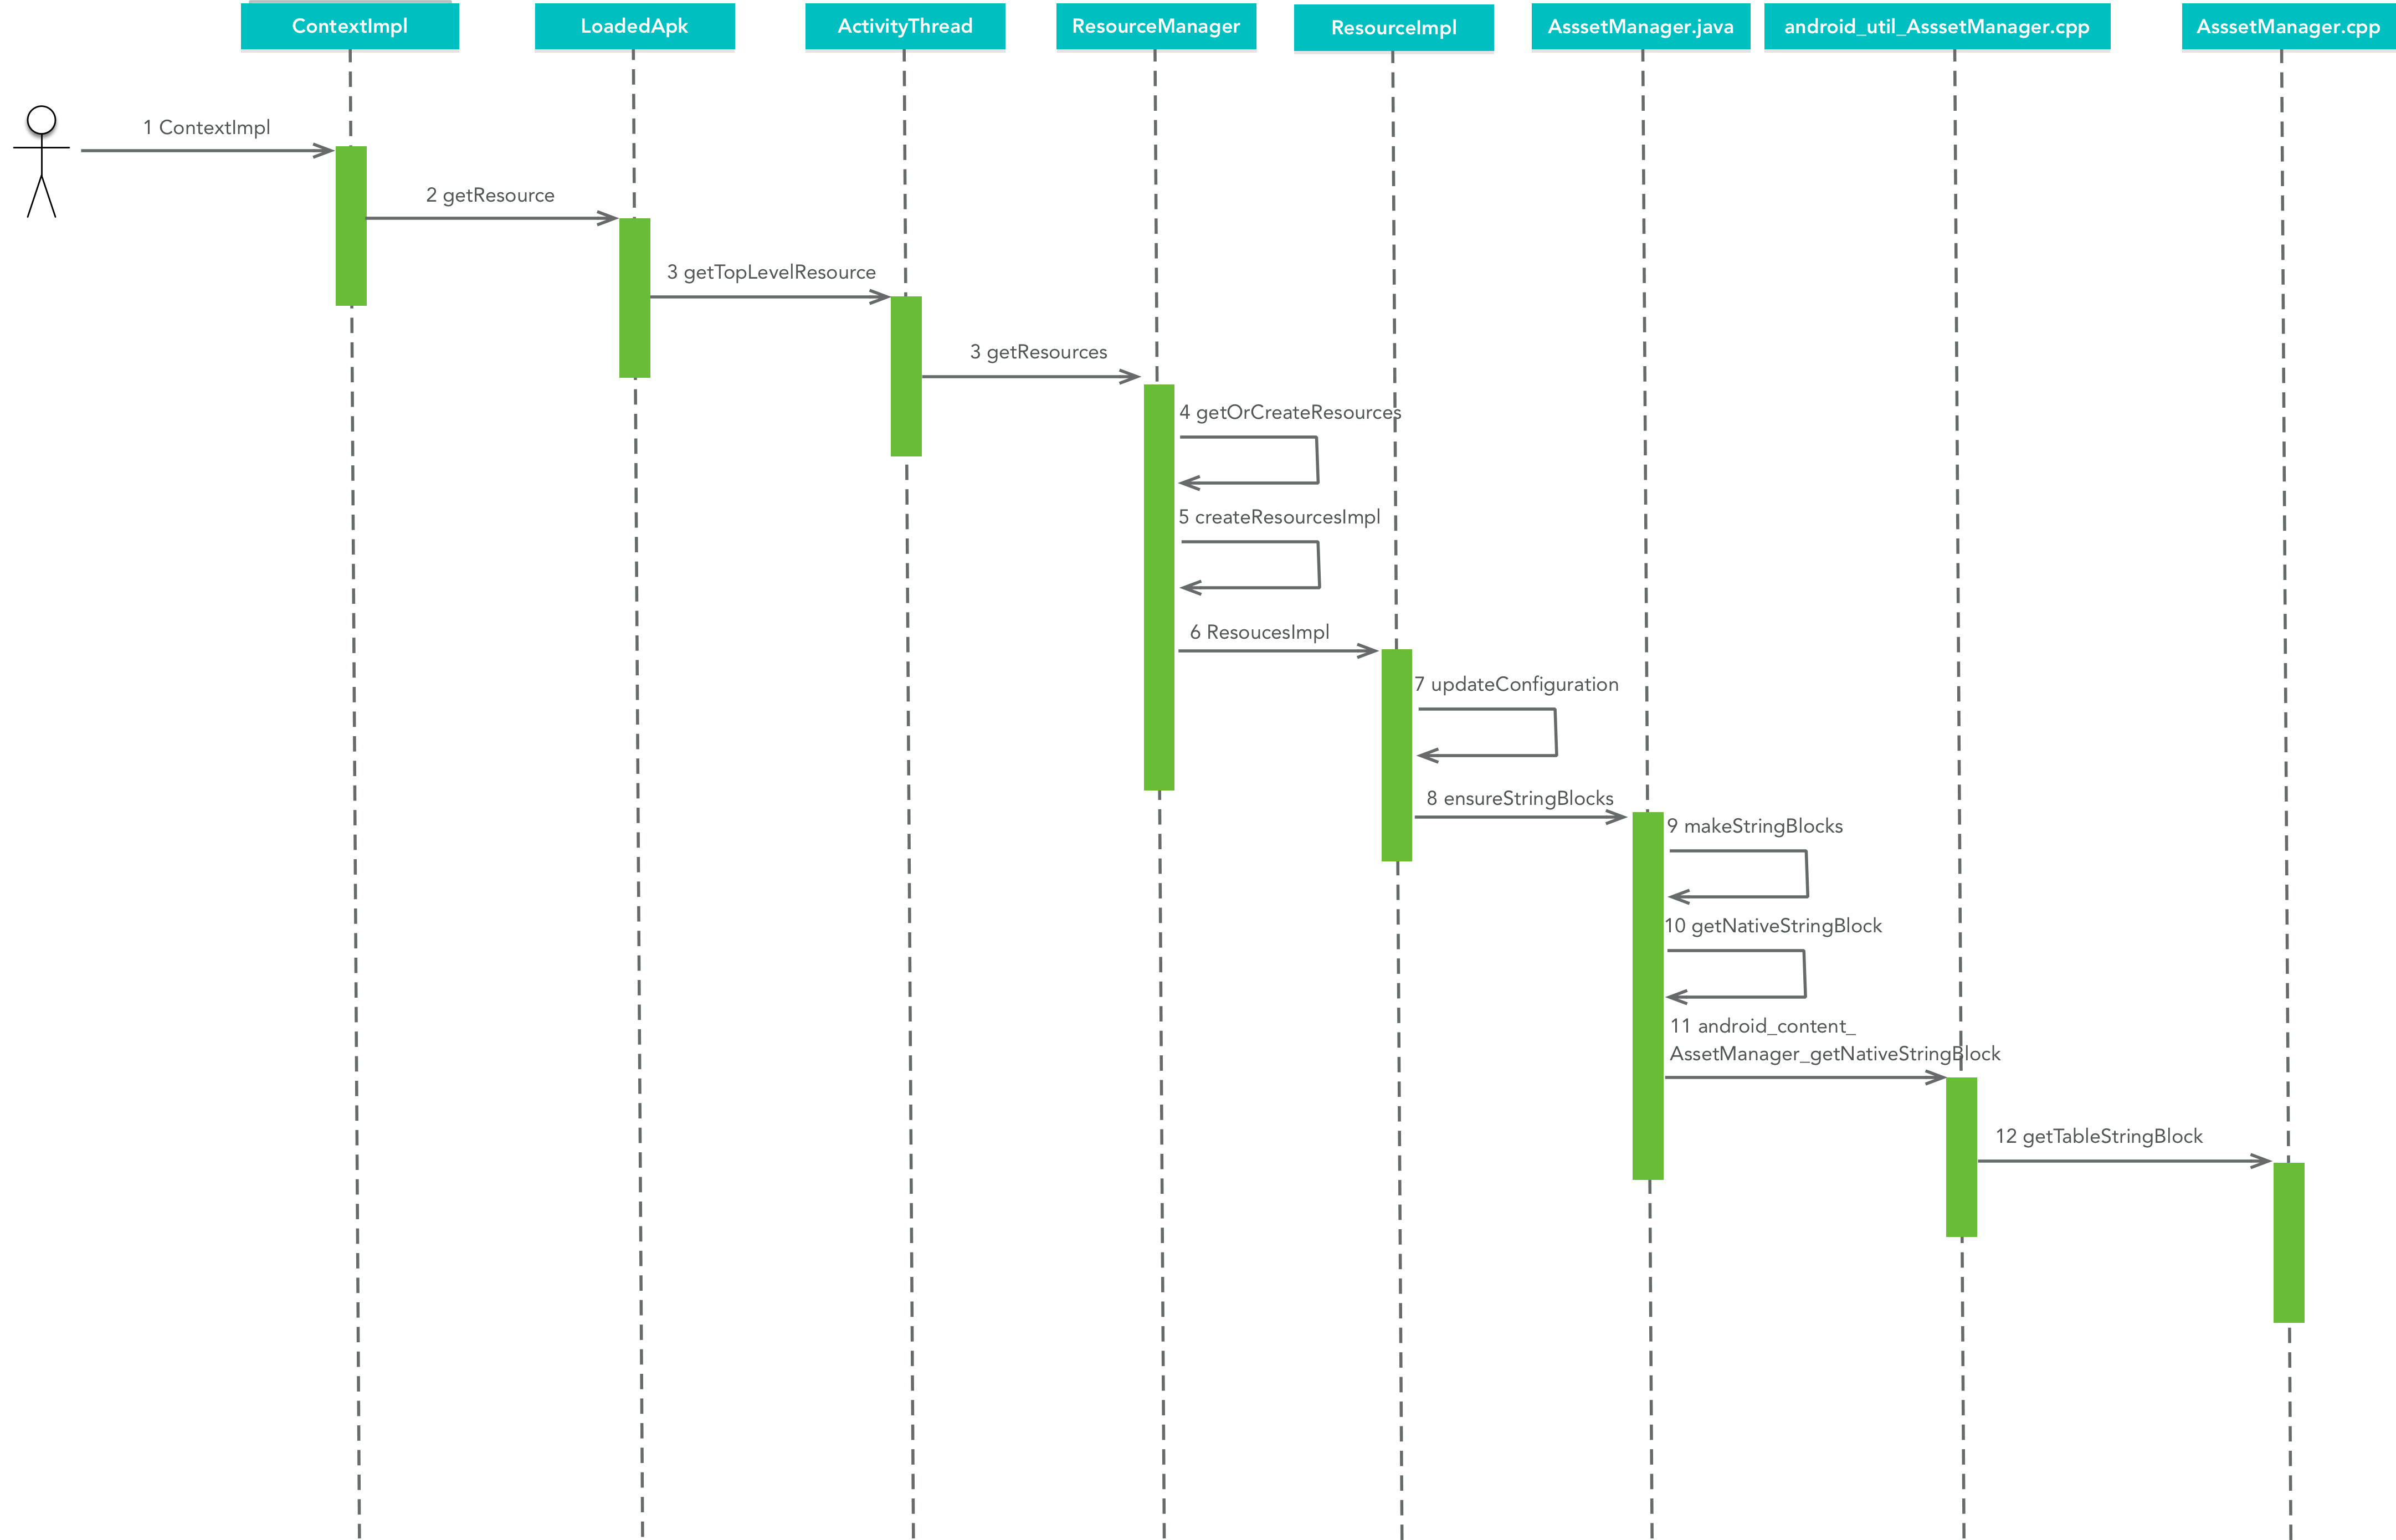 ContextImpl
LoadedApk
ActivityThread
ResourceManager
ResourceImpl
AsssetManager.java
android_util_AsssetManager.cpp
AsssetManager.cpp
1 ContextImpl
2 getResource
3 getTopLevelResource
3 getResources
4 getOrCreateResources
5 createResourcesImpl
6 ResoucesImpl
7 updateConfiguration
8 ensureStringBlocks
9 makeStringBlocks
10 getNativeStringBlock
11 android_content_
AssetManager_getNativeStringBlock
12 getTableStringBlock